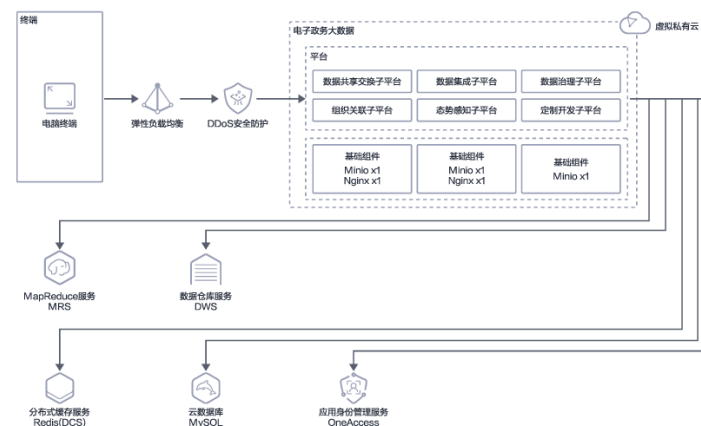 终端
电子政务大数据
虚拟私有云
平台
数据共享交换子平台
数据集成子平台
数据治理子平台
组织关联子平台
态势感知子平台
定制开发子平台
电脑终端
弹性负载均衡
DDoS安全防护
基础组件
Minio x1
Nginx x1
基础组件
Minio x1
Nginx x1
基础组件
Minio x1
MapReduce服务
MRS
数据仓库服务
DWS
分布式缓存服务
Redis(DCS)
云数据库
MySQL
应用身份管理服务
OneAccess